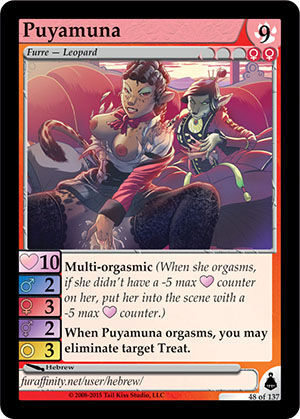 Puyamuna
9
Furre — Leopard
10
2
3
2
3
Multi-orgasmic (When she orgasms,
if she didn't have a -5 max counter
on her, put her into the scene with a
-5 max counter.)
When Puyamuna orgasms, you may
eliminate target Treat.
Hebrew
furaffinity.net/user/hebrew/
© 2008-2015 Tail Kiss Studio, LLC
48 of 137